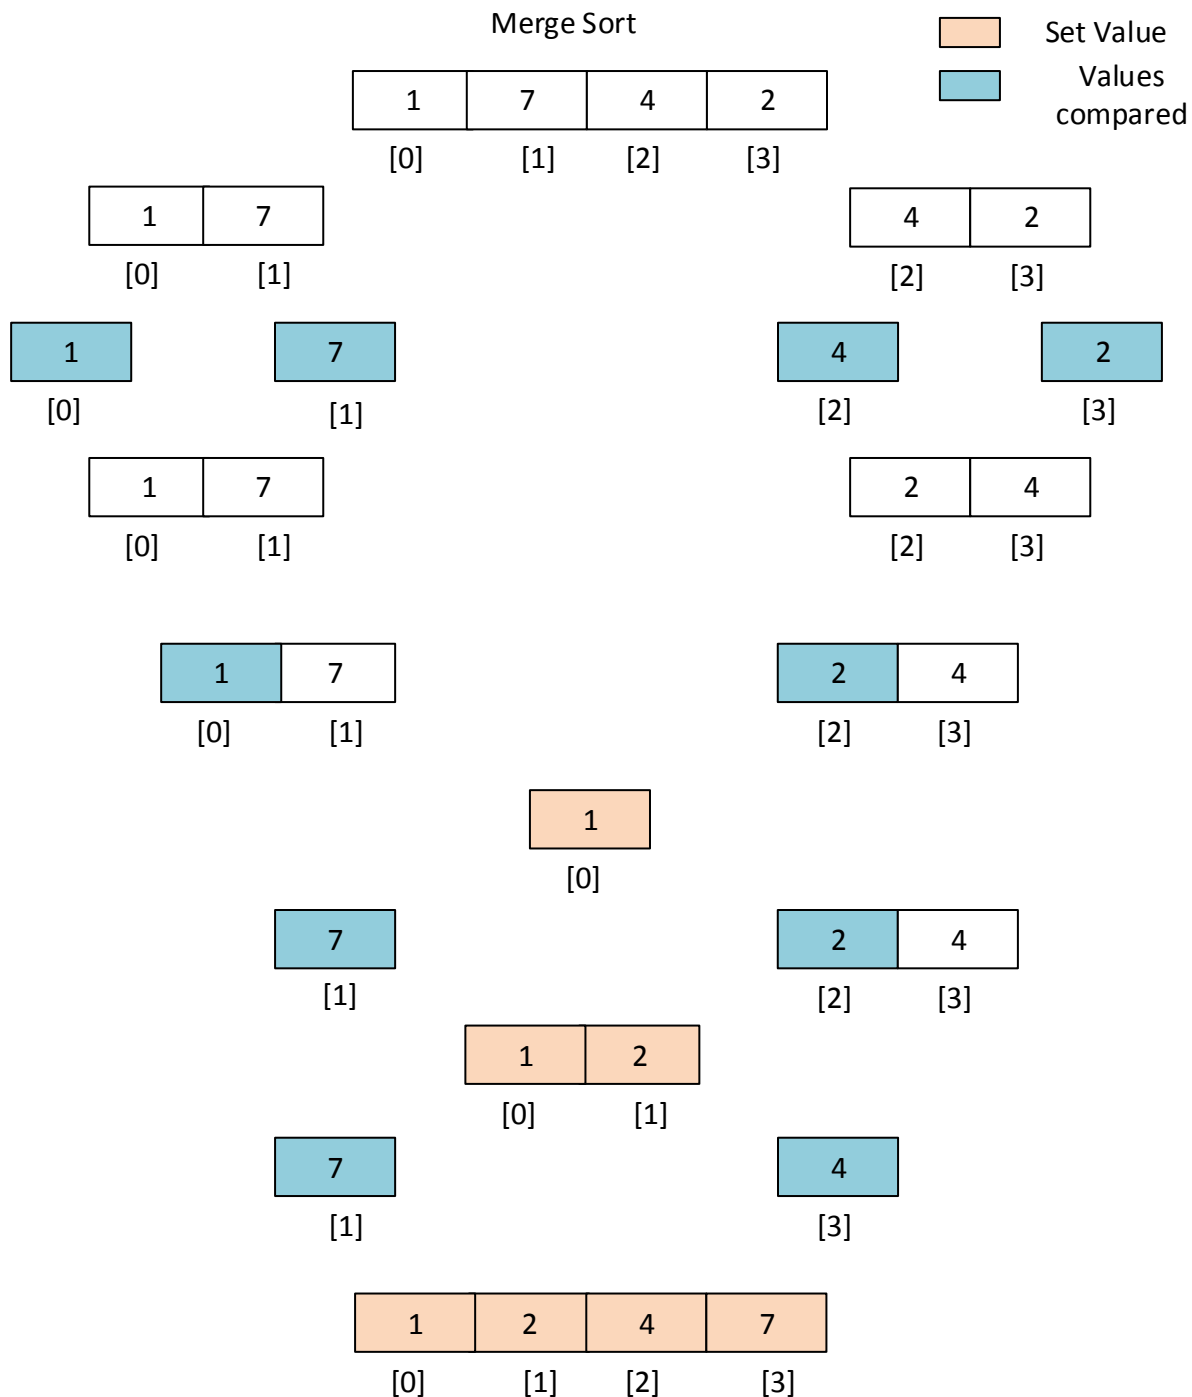 Merge Sort
Set Value
Values
compared
1 7 4 2
[0] [1] [2] [3]
1 7 4 2
[0] [1] [2] [3]
1 7 4 2
[0] [1] [2] [3]
1 7 2 4
[0] [1] [2] [3]
1 7 2 4
[0] [1] [2] [3]
1
[0]
7 2 4
[1] [2] [3]
1 2
[0] [1]
7 4
[1] [3]
1 2 4 7
[0] [1] [2] [3]